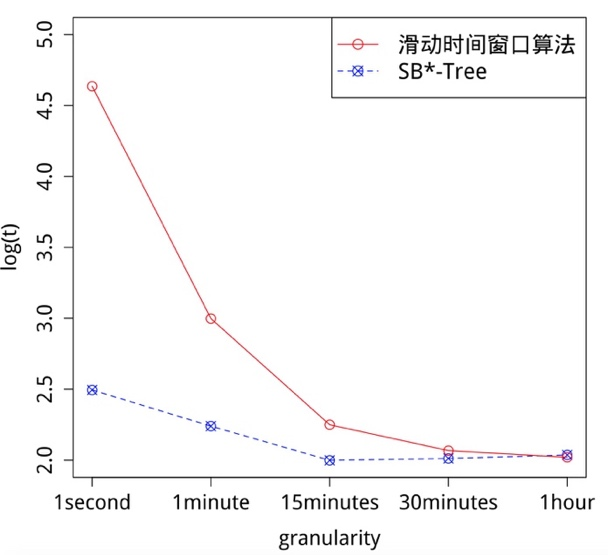 滑动时间窗口算法
SB*-Tree
log(t)
5.0
4.5
4.0
3.5
3.0
2.5
2.0
1second 1minute 15minutes 30minutes 1hour
granularity